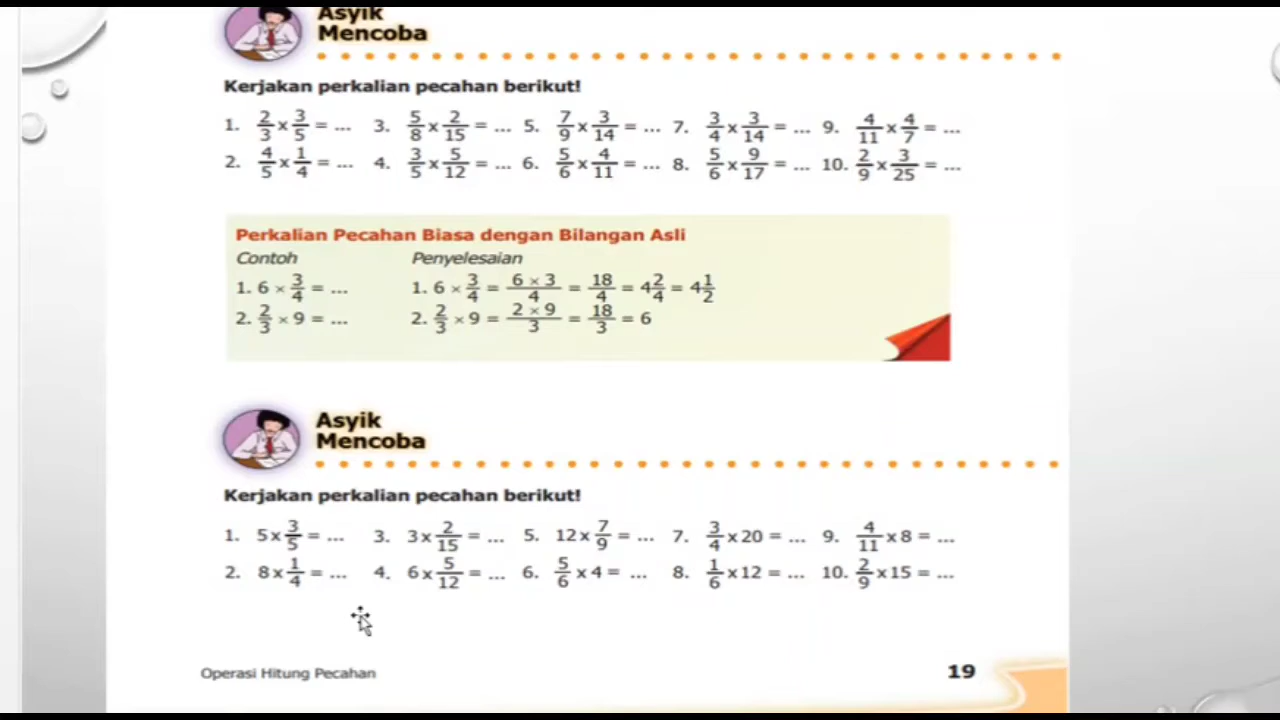 Asyik
Mencoba
Kerjakan perkalian pecahan berikut!
1. 2/3 x 3/5 = ... 3. 5/8 x 2/15 = ... 5. 7/9 x 3/14 = ... 7. 3/4 x 3/14 = ... 9. 4/11 x 4/7 = ...
2. 4/5 x 1/4 = ... 4. 3/5 x 5/12 = ... 6. 5/6 x 4/11 = ... 8. 5/6 x 9/17 = ... 10. 2/9 x 3/25 = ...
Perkalian Pecahan Biasa dengan Bilangan Asli
Contoh Penyelesaian
1. 6 × 3/4 = ... 1. 6 × 3/4 = 6 × 3/4 = 18/4 = 4 2/4 = 4 1/2
2. 2/3 × 9 = ... 2. 2/3 × 9 = 2 × 9/3 = 18/3 = 6
Asyik
Mencoba
Kerjakan perkalian pecahan berikut!
1. 5 x 3/5 = ... 3. 3 x 2/15 = ... 5. 12 x 7/9 = ... 7. 3/4 x 20 = ... 9. 4/11 x 8 = ...
2. 8 x 1/4 = ... 4. 6 x 5/12 = ... 6. 5/6 x 4 = ... 8. 1/6 x 12 = ... 10. 2/9 x 15 = ...
Operasi Hitung Pecahan 19